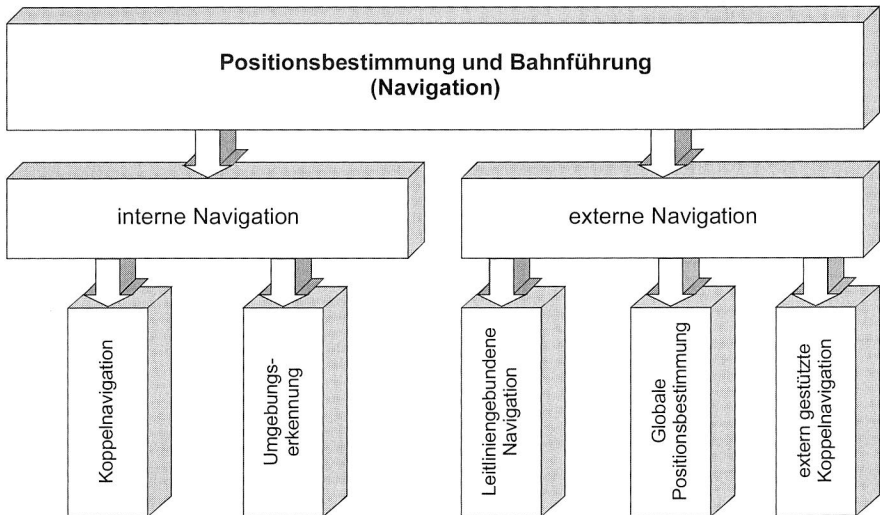 Positionsbestimmung und Bahnführung
(Navigation)
interne Navigation
externe Navigation
Koppelnavigation
Umgebungs-
erkennung
Leitliniengebundene
Navigation
Globale
Positionsbestimmung
extern gestützte
Koppelnavigation